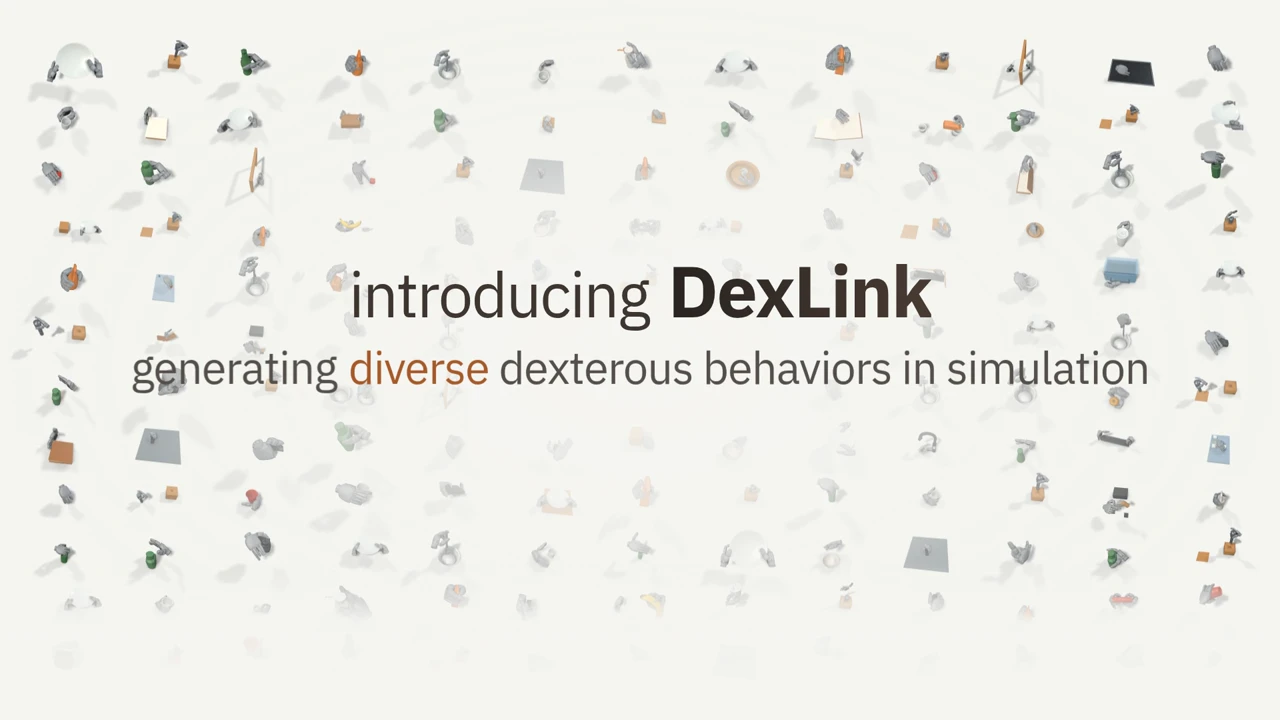 introducing DexLink
generating diverse dexterous behaviors in simulation